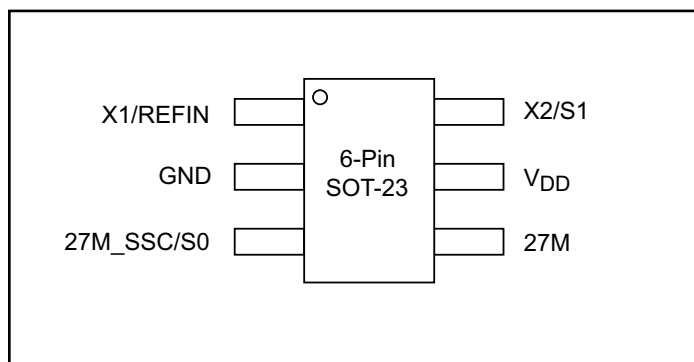 X1/REFIN
GND
27M_SSC/S0
6-Pin
SOT-23
X2/S1
VDD
27M